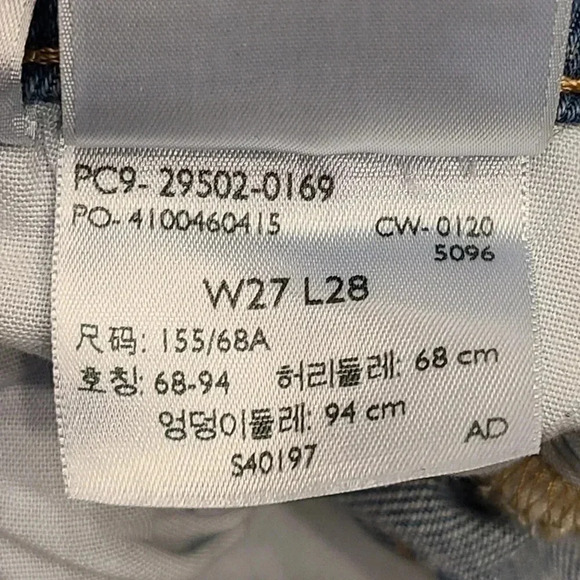 PC9- 29502-0169
PO- 4100460415 CW- 0120
5096
W27 L28
尺码: 155/68A
호칭: 68-94 허리둘레: 68 cm
엉덩이둘레: 94 cm
AD
S40197